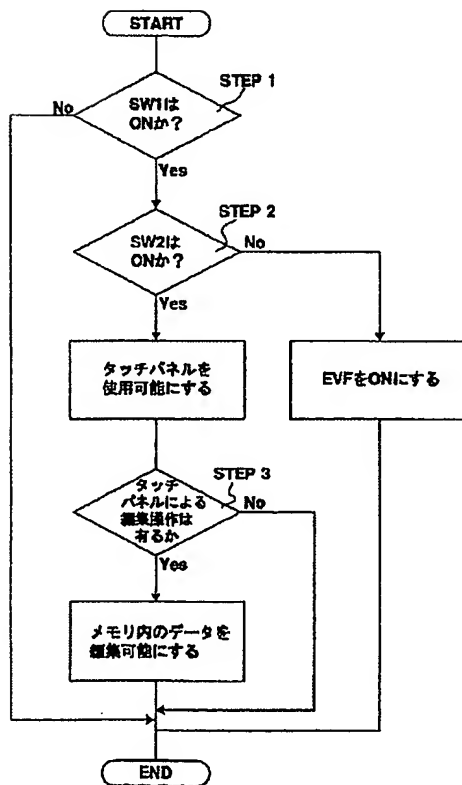 START
STEP 1
No
SW1は
ONか？
Yes
STEP 2
SW2は
ONか？
No
Yes
タッチパネルを
使用可能にする
EVFをONにする
STEP 3
タッチ
パネルによる
編集操作は
有るか
No
Yes
メモリ内のデータを
編集可能にする
END